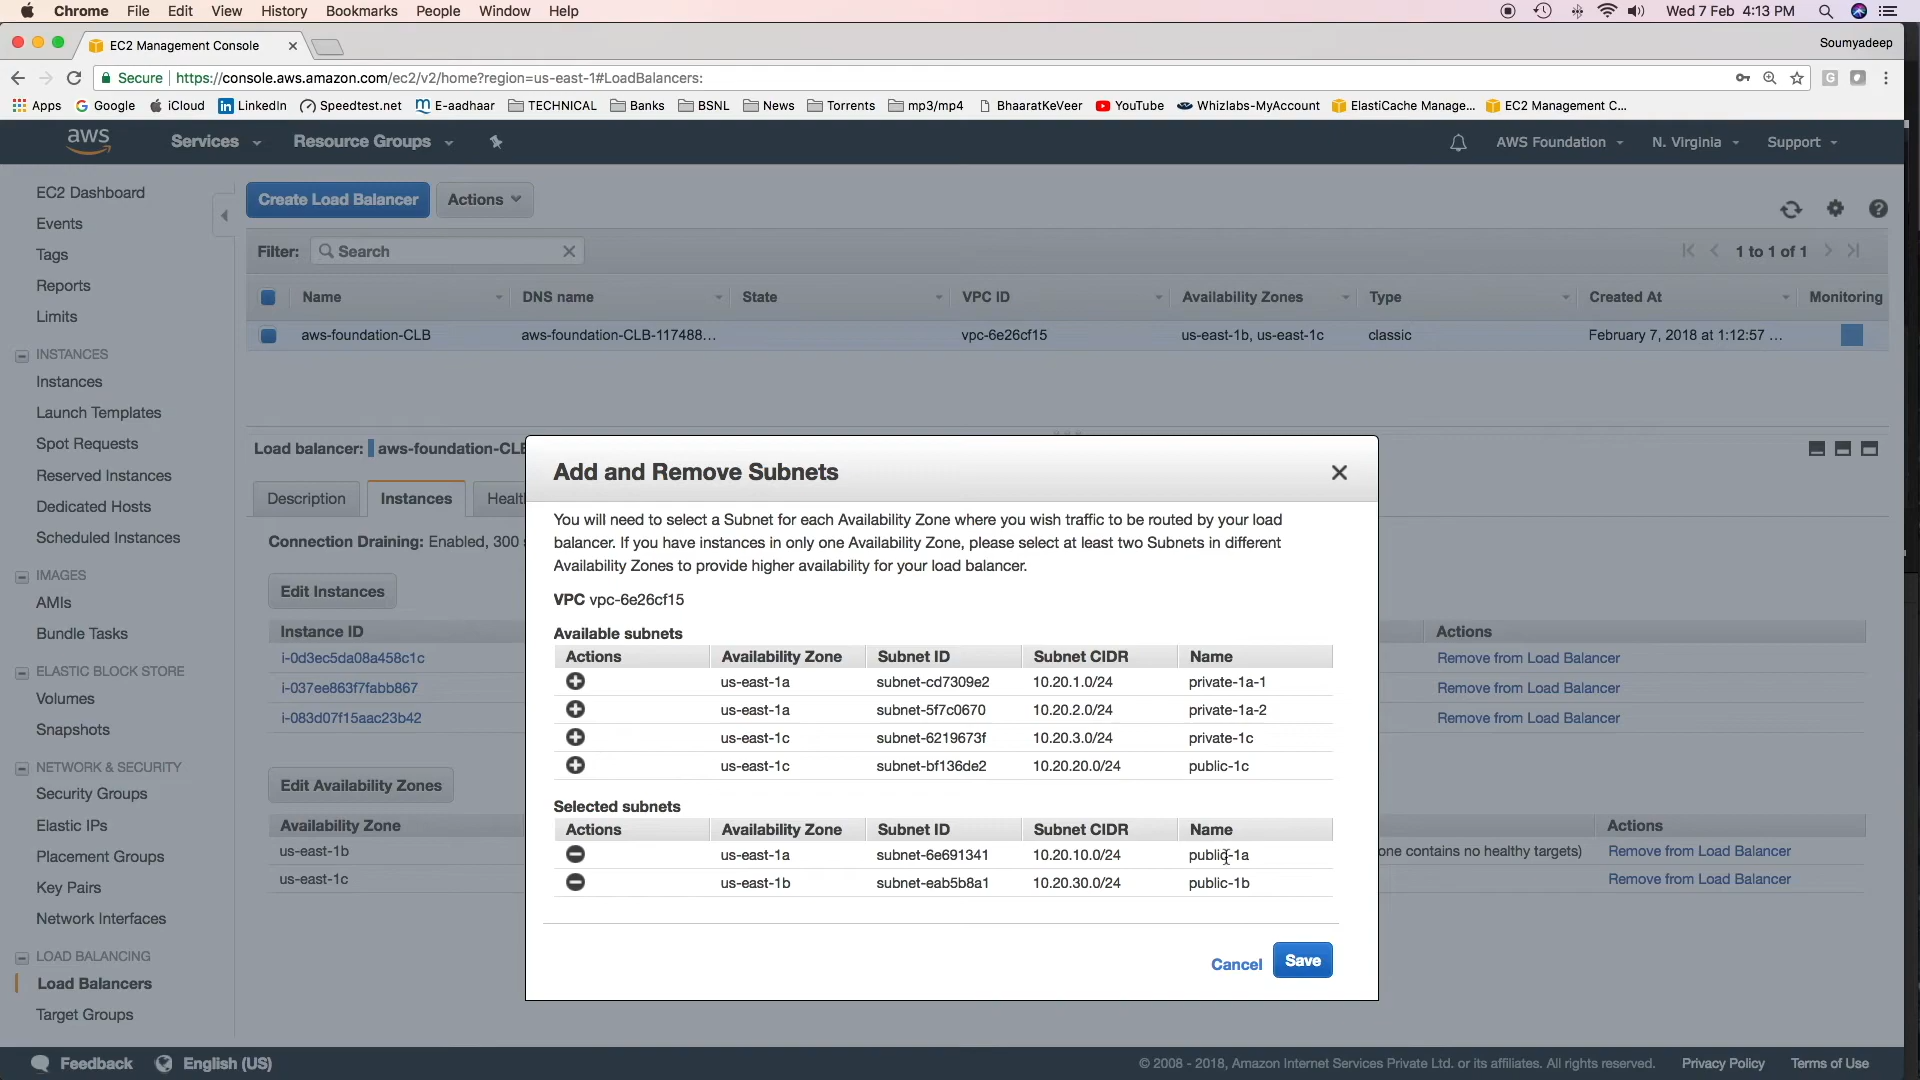 Chrome File Edit View History Bookmarks People Window Help Wed 7 Feb 4:13 PM
EC2 Management Console Soumyadeep
Secure https://console.aws.amazon.com/ec2/v2/home?region=us-east-1#LoadBalancers:
Apps Google iCloud LinkedIn Speedtest.net E-aadhaar TECHNICAL Banks BSNL News Torrents mp3/mp4 BhaaratKeVeer YouTube Whizlabs-MyAccount ElastiCache Manage... EC2 Management C...
aws Services Resource Groups AWS Foundation N. Virginia Support
EC2 Dashboard
Events
Tags
Reports
Limits
INSTANCES
Instances
Launch Templates
Spot Requests
Reserved Instances
Dedicated Hosts
Scheduled Instances
IMAGES
AMIs
Bundle Tasks
ELASTIC BLOCK STORE
Volumes
Snapshots
NETWORK & SECURITY
Security Groups
Elastic IPs
Placement Groups
Key Pairs
Network Interfaces
LOAD BALANCING
Load Balancers
Target Groups
Create Load Balancer Actions
Filter: Search 1 to 1 of 1
Name DNS name State VPC ID Availability Zones Type Created At Monitoring
aws-foundation-CLB aws-foundation-CLB-117488... vpc-6e26cf15 us-east-1b, us-east-1c classic February 7, 2018 at 1:12:57 ...
Load balancer: aws-foundation-CLB
Description Instances Healt
Connection Draining: Enabled, 300 s
Edit Instances
Instance ID Actions
i-0d3ec5da08a458c1c Remove from Load Balancer
i-037ee863f7fabb867 Remove from Load Balancer
i-083d07f15aac23b42 Remove from Load Balancer
Edit Availability Zones
Availability Zone Actions
us-east-1b one contains no healthy targets) Remove from Load Balancer
us-east-1c Remove from Load Balancer
Add and Remove Subnets
You will need to select a Subnet for each Availability Zone where you wish traffic to be routed by your load
balancer. If you have instances in only one Availability Zone, please select at least two Subnets in different
Availability Zones to provide higher availability for your load balancer.
VPC vpc-6e26cf15
Available subnets
Actions Availability Zone Subnet ID Subnet CIDR Name
us-east-1a subnet-cd7309e2 10.20.1.0/24 private-1a-1
us-east-1a subnet-5f7c0670 10.20.2.0/24 private-1a-2
us-east-1c subnet-6219673f 10.20.3.0/24 private-1c
us-east-1c subnet-bf136de2 10.20.20.0/24 public-1c
Selected subnets
Actions Availability Zone Subnet ID Subnet CIDR Name
us-east-1a subnet-6e691341 10.20.10.0/24 public-1a
us-east-1b subnet-eab5b8a1 10.20.30.0/24 public-1b
Cancel Save
Feedback English (US) © 2008 - 2018, Amazon Internet Services Private Ltd. or its affiliates. All rights reserved. Privacy Policy Terms of Use